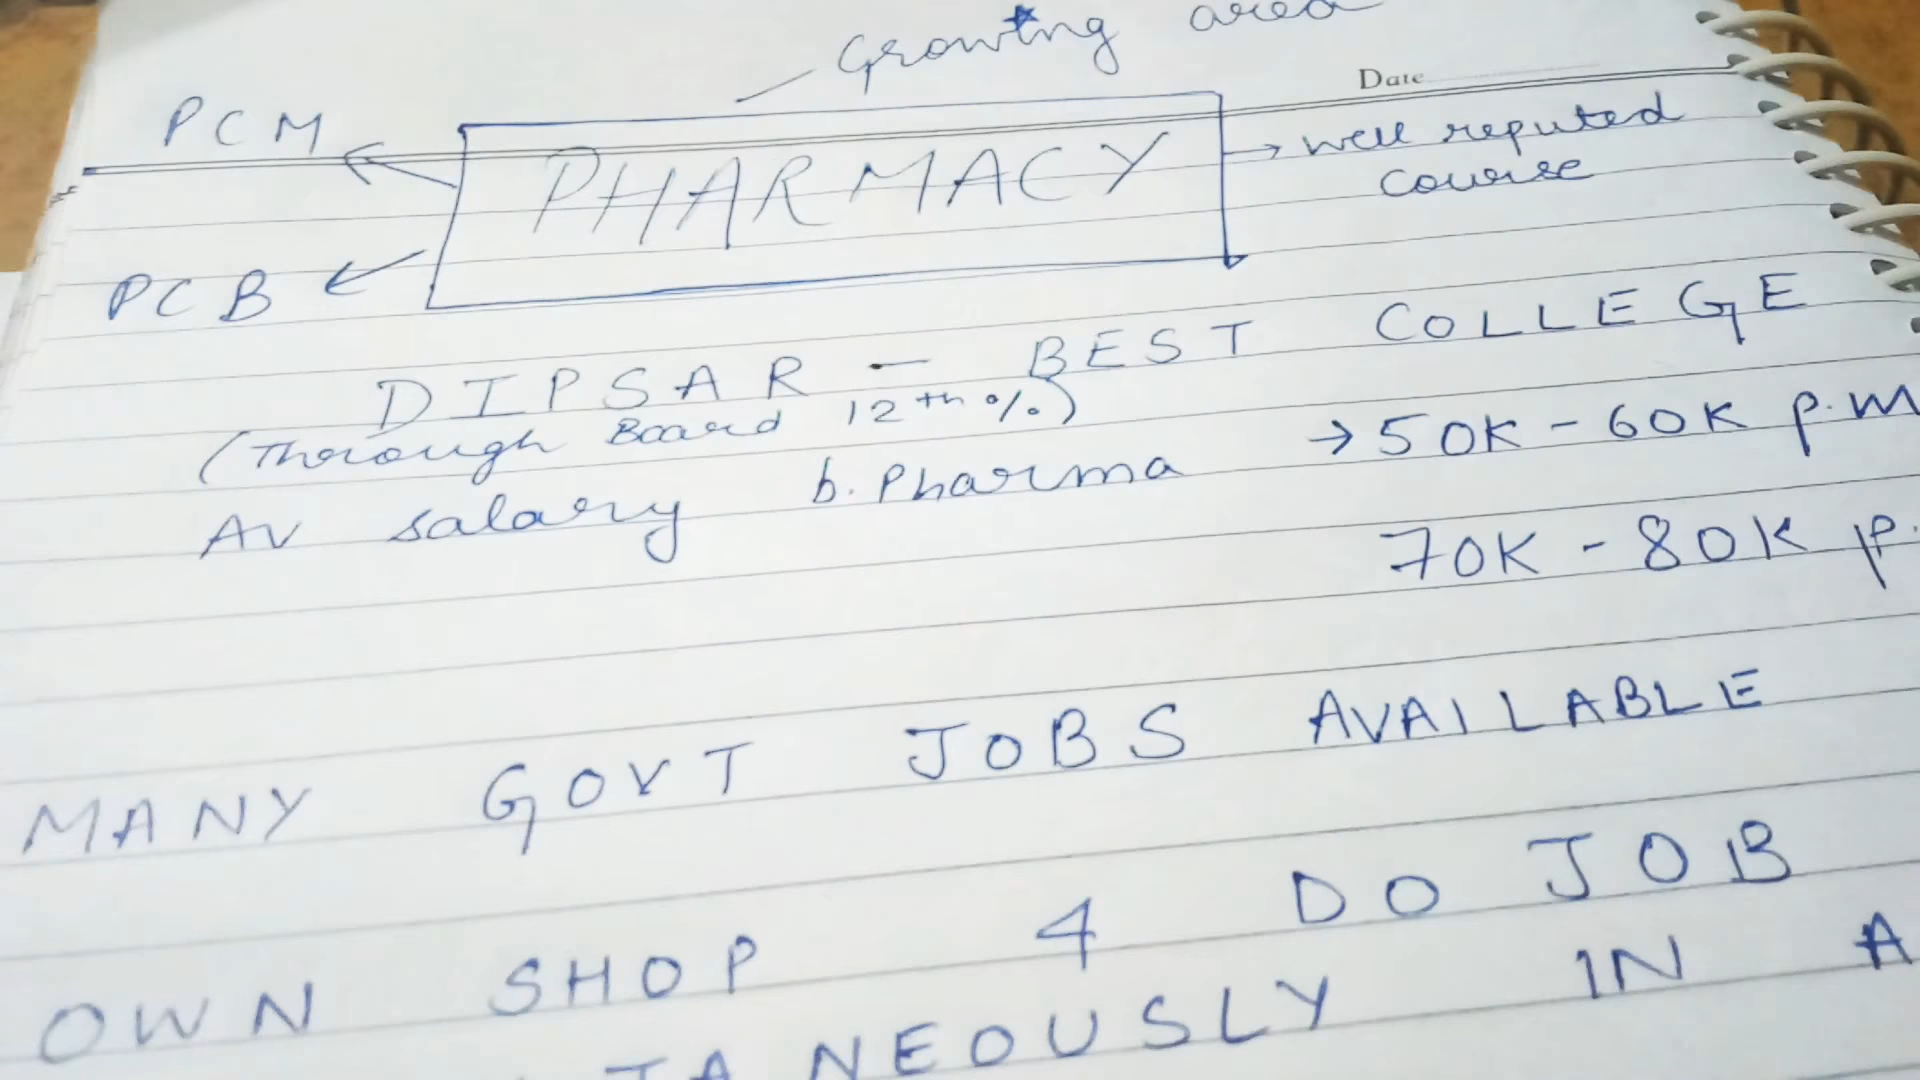 Growing area
Date
PCM
PHARMACY
well reputed
course
PCB
DIPSAR - BEST COLLEGE
(Through Board 12th %)
Av salary b. Pharma → 50K - 60K p.m
70K - 80K p.
MANY GOVT JOBS AVAILABLE
OWN SHOP & DO JOB
NEOUSLY IN A